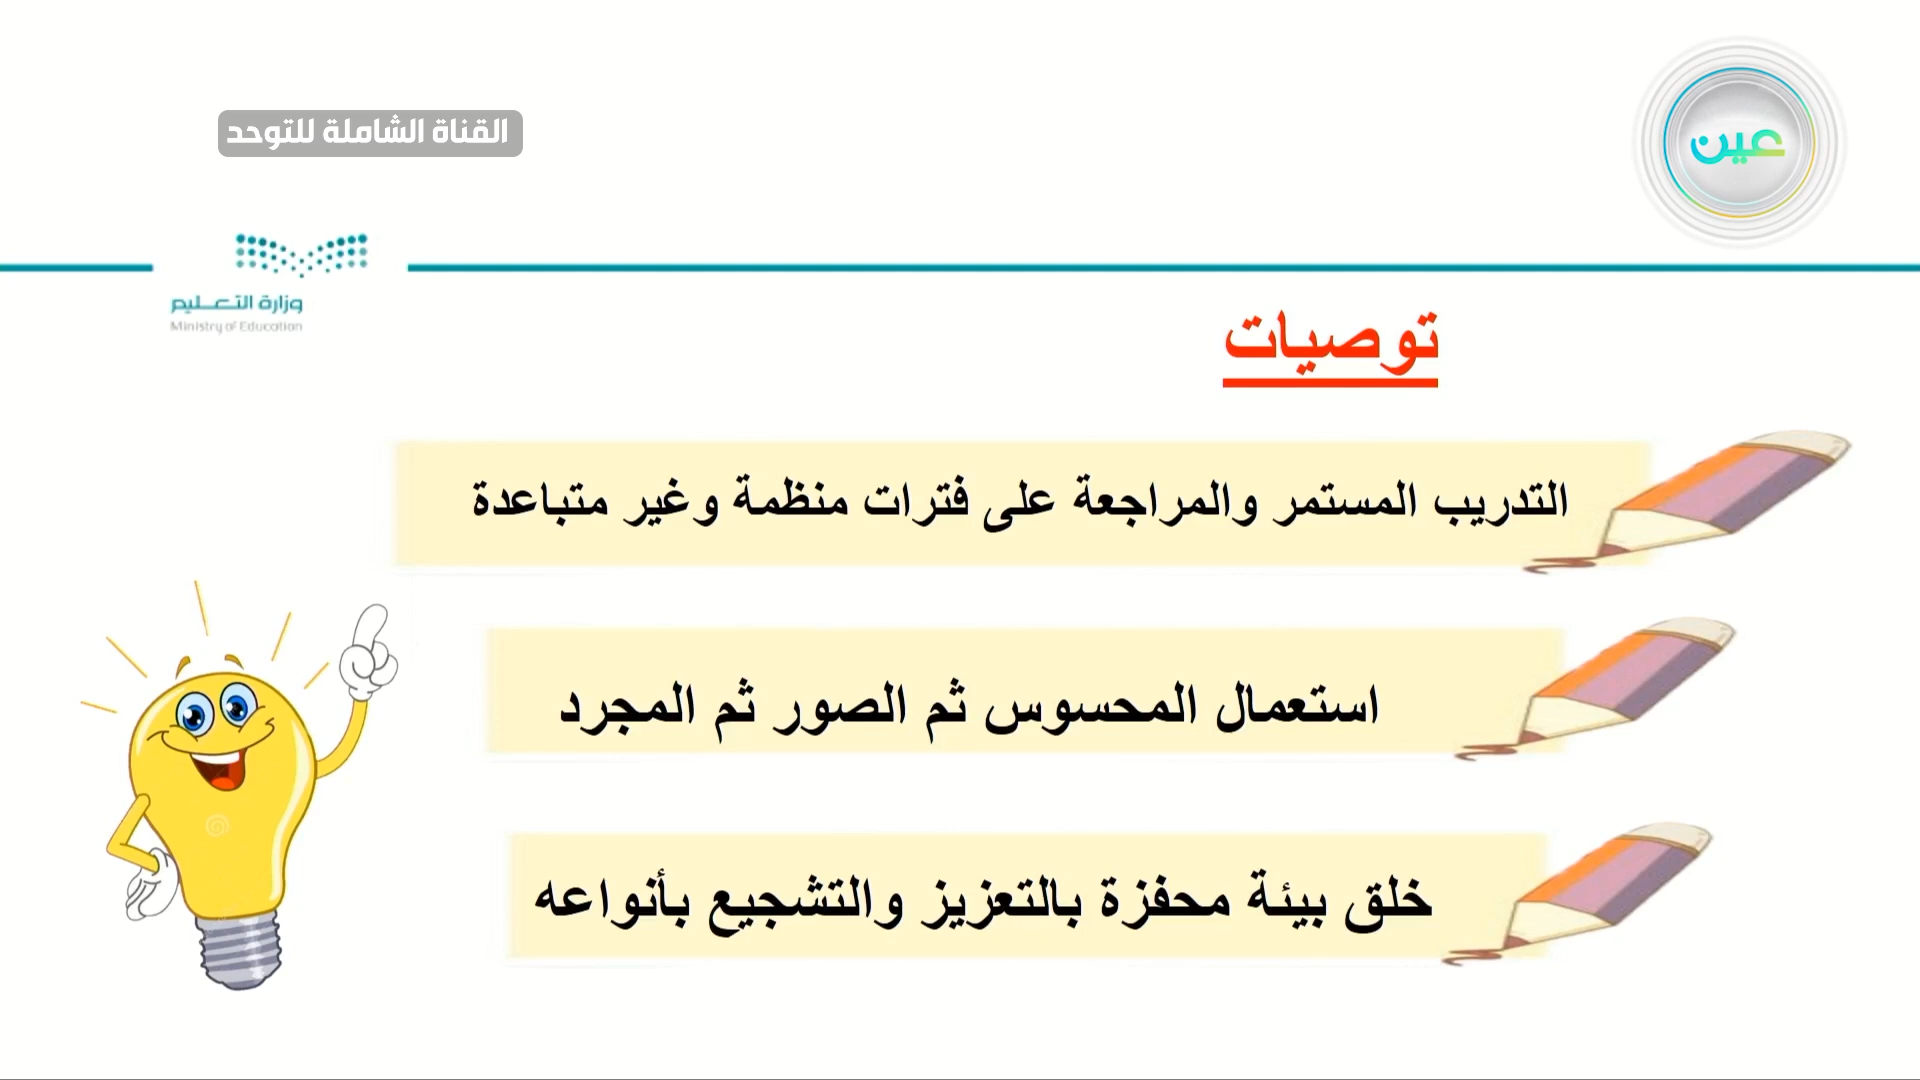 القناة الشاملة للتوحد
عين
وزارة التعليم
Ministry of Education
توصيات
التدريب المستمر والمراجعة على فترات منظمة وغير متباعدة
استعمال المحسوس ثم الصور ثم المجرد
خلق بيئة محفزة بالتعزيز والتشجيع بأنواعه